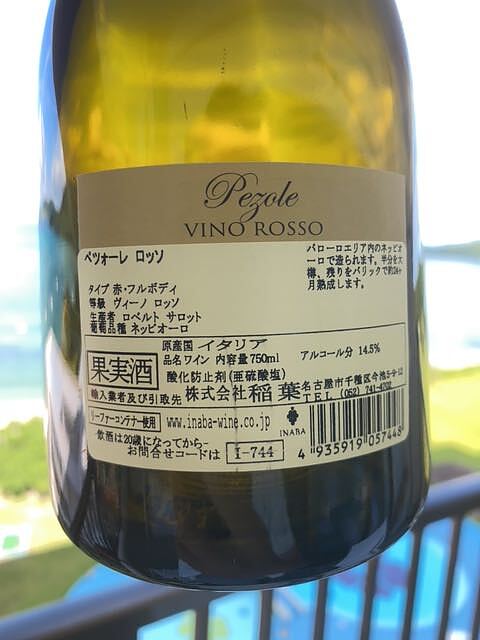 Pezole
VINO ROSSO
ペツォーレ ロッソ
バローロエリア内のネッビオ
ーロで造られます。半分を大
樽、残りをバリックで約24ヶ
月熟成します。
タイプ 赤・フルボディ
等級 ヴィーノ ロッソ
生産者 ロベルト サロット
葡萄品種 ネッビオーロ
原産国 イタリア
品名ワイン 内容量750ml アルコール分 14.5%
果実酒
酸化防止剤(亜硫酸塩)
輸入業者及び引取先 株式会社 稲葉 名古屋市千種区今池5-9-12
TEL (052) 741-4702
リーファーコンテナー使用 www.inaba-wine.co.jp INABA
飲酒は20歳になってから
お問合せコードは I-744
4 935919 057448